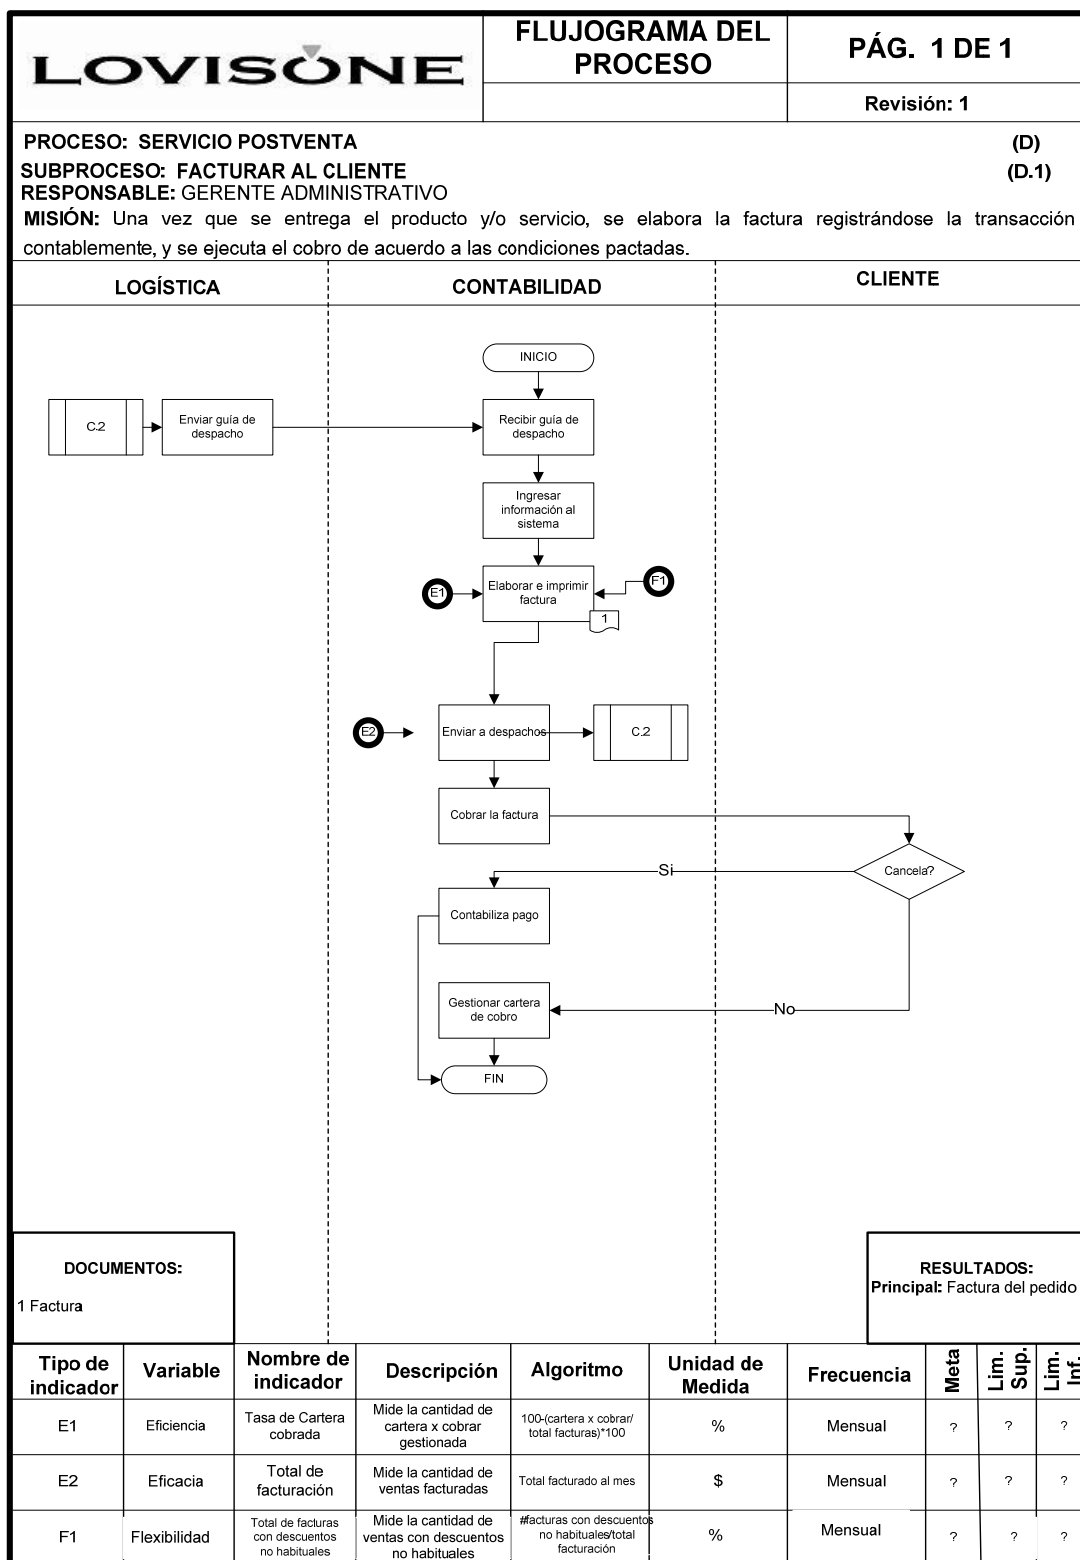 LOVISONE
FLUJOGRAMA DEL
PROCESO
PÁG. 1 DE 1
Revisión: 1
PROCESO: SERVICIO POSTVENTA (D)
SUBPROCESO: FACTURAR AL CLIENTE (D.1)
RESPONSABLE: GERENTE ADMINISTRATIVO
MISIÓN: Una vez que se entrega el producto y/o servicio, se elabora la factura registrándose la transacción
contablemente, y se ejecuta el cobro de acuerdo a las condiciones pactadas.
LOGÍSTICA
CONTABILIDAD
CLIENTE
INICIO
C.2
Enviar guía de
despacho
Recibir guía de
despacho
Ingresar
información al
sistema
E1
Elaborar e imprimir
factura
F1
1
E2
Enviar a despachos
C.2
Cobrar la factura
Cancela?
Si
Contabiliza pago
Gestionar cartera
de cobro
No
FIN
DOCUMENTOS:
1 Factura
RESULTADOS:
Principal: Factura del pedido
Tipo de
indicador
Variable
Nombre de
indicador
Descripción
Algoritmo
Unidad de
Medida
Frecuencia
Meta
Lim.
Sup.
Lim.
Inf.
E1
Eficiencia
Tasa de Cartera
cobrada
Mide la cantidad de
cartera x cobrar
gestionada
100-(cartera x cobrar/
total facturas)*100
%
Mensual
?
?
?
E2
Eficacia
Total de
facturación
Mide la cantidad de
ventas facturadas
Total facturado al mes
$
Mensual
?
?
?
F1
Flexibilidad
Total de facturas
con descuentos
no habituales
Mide la cantidad de
ventas con descuentos
no habituales
#facturas con descuentos
no habituales/total
facturación
%
Mensual
?
?
?